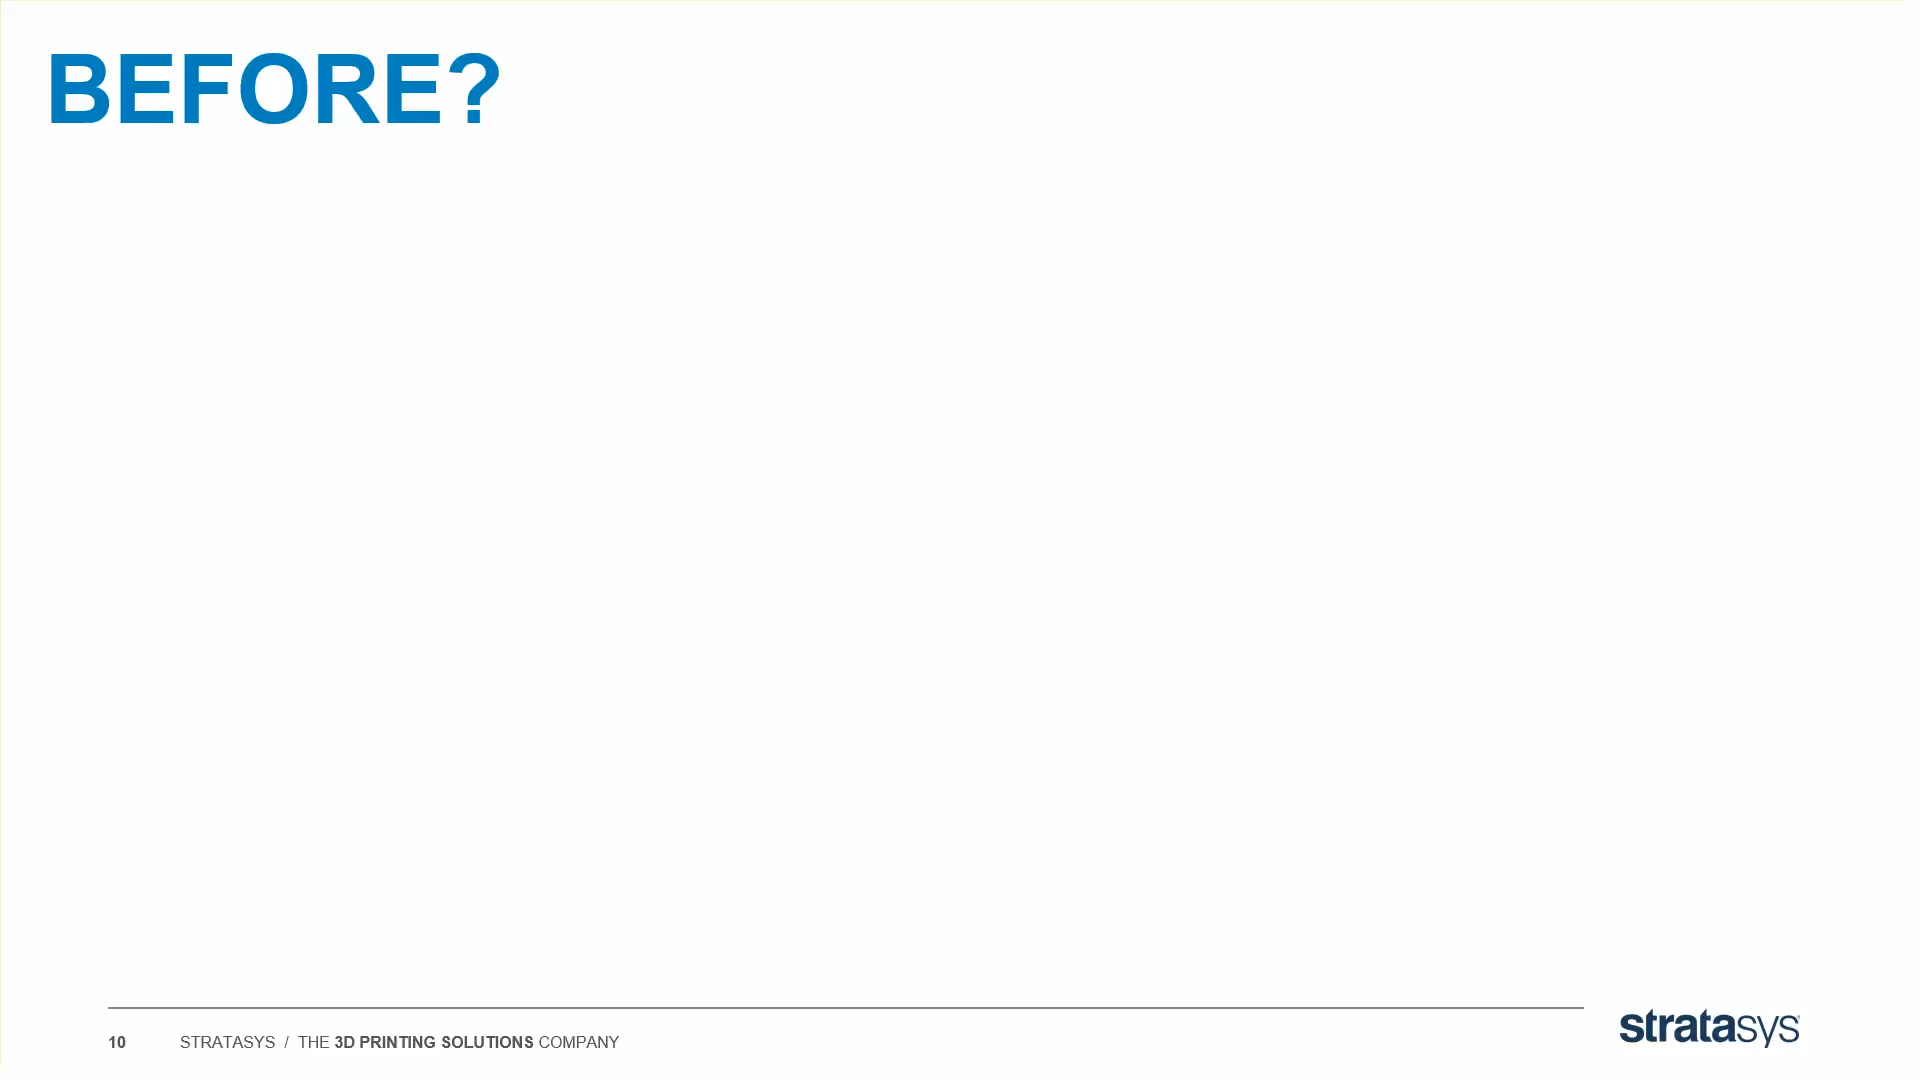 BEFORE?
10 STRATASYS / THE 3D PRINTING SOLUTIONS COMPANY
stratasys